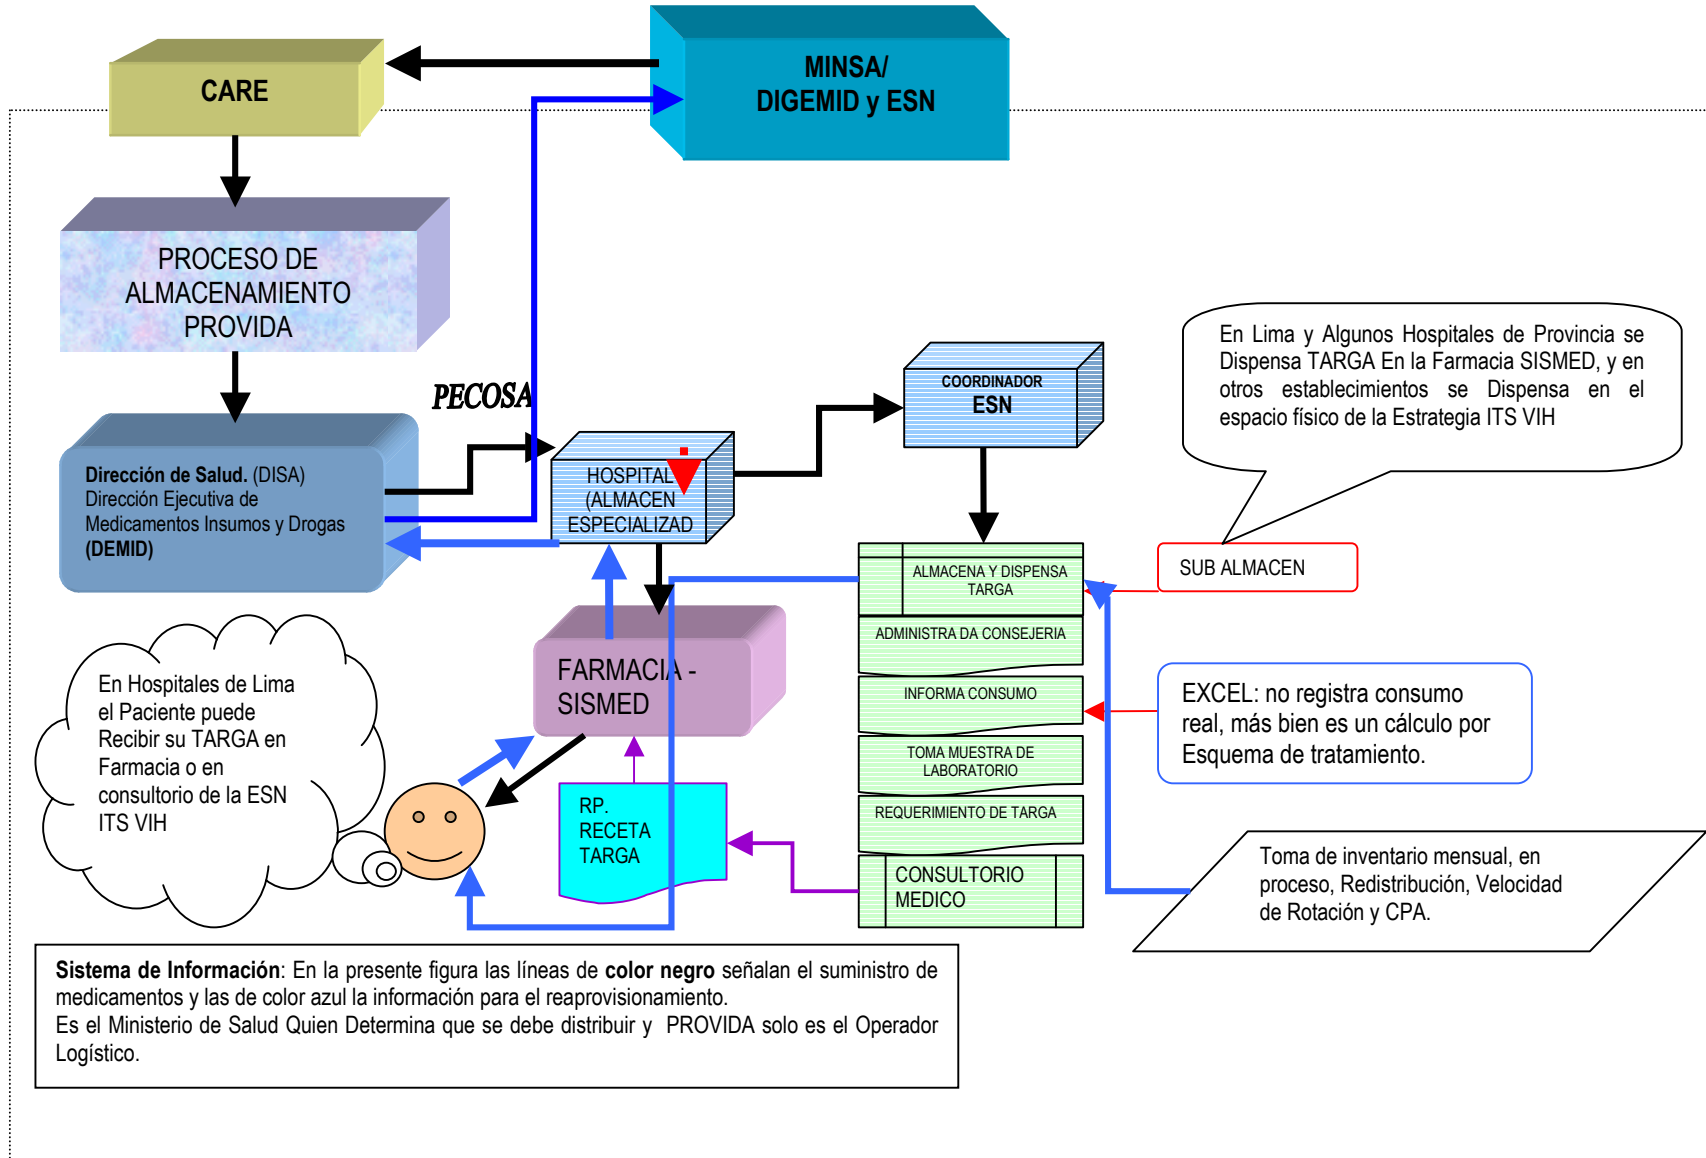 CARE
MINSA/
DIGEMID y ESN
PROCESO DE
ALMACENAMIENTO
PROVIDA
PECOSA
Dirección de Salud. (DISA)
Dirección Ejecutiva de
Medicamentos Insumos y Drogas
(DEMID)
HOSPITAL
(ALMACEN
ESPECIALIZAD
COORDINADOR
ESN
En Lima y Algunos Hospitales de Provincia se
Dispensa TARGA En la Farmacia SISMED, y en
otros establecimientos se Dispensa en el
espacio físico de la Estrategia ITS VIH
SUB ALMACEN
ALMACENA Y DISPENSA
TARGA
ADMINISTRA DA CONSEJERIA
INFORMA CONSUMO
TOMA MUESTRA DE
LABORATORIO
REQUERIMIENTO DE TARGA
CONSULTORIO
MEDICO
EXCEL: no registra consumo
real, más bien es un cálculo por
Esquema de tratamiento.
Toma de inventario mensual, en
proceso, Redistribución, Velocidad
de Rotación y CPA.
FARMACIA -
SISMED
RP.
RECETA
TARGA
En Hospitales de Lima
el Paciente puede
Recibir su TARGA en
Farmacia o en
consultorio de la ESN
ITS VIH
Sistema de Información: En la presente figura las líneas de color negro señalan el suministro de
medicamentos y las de color azul la información para el reaprovisionamiento.
Es el Ministerio de Salud Quien Determina que se debe distribuir y PROVIDA solo es el Operador
Logístico.